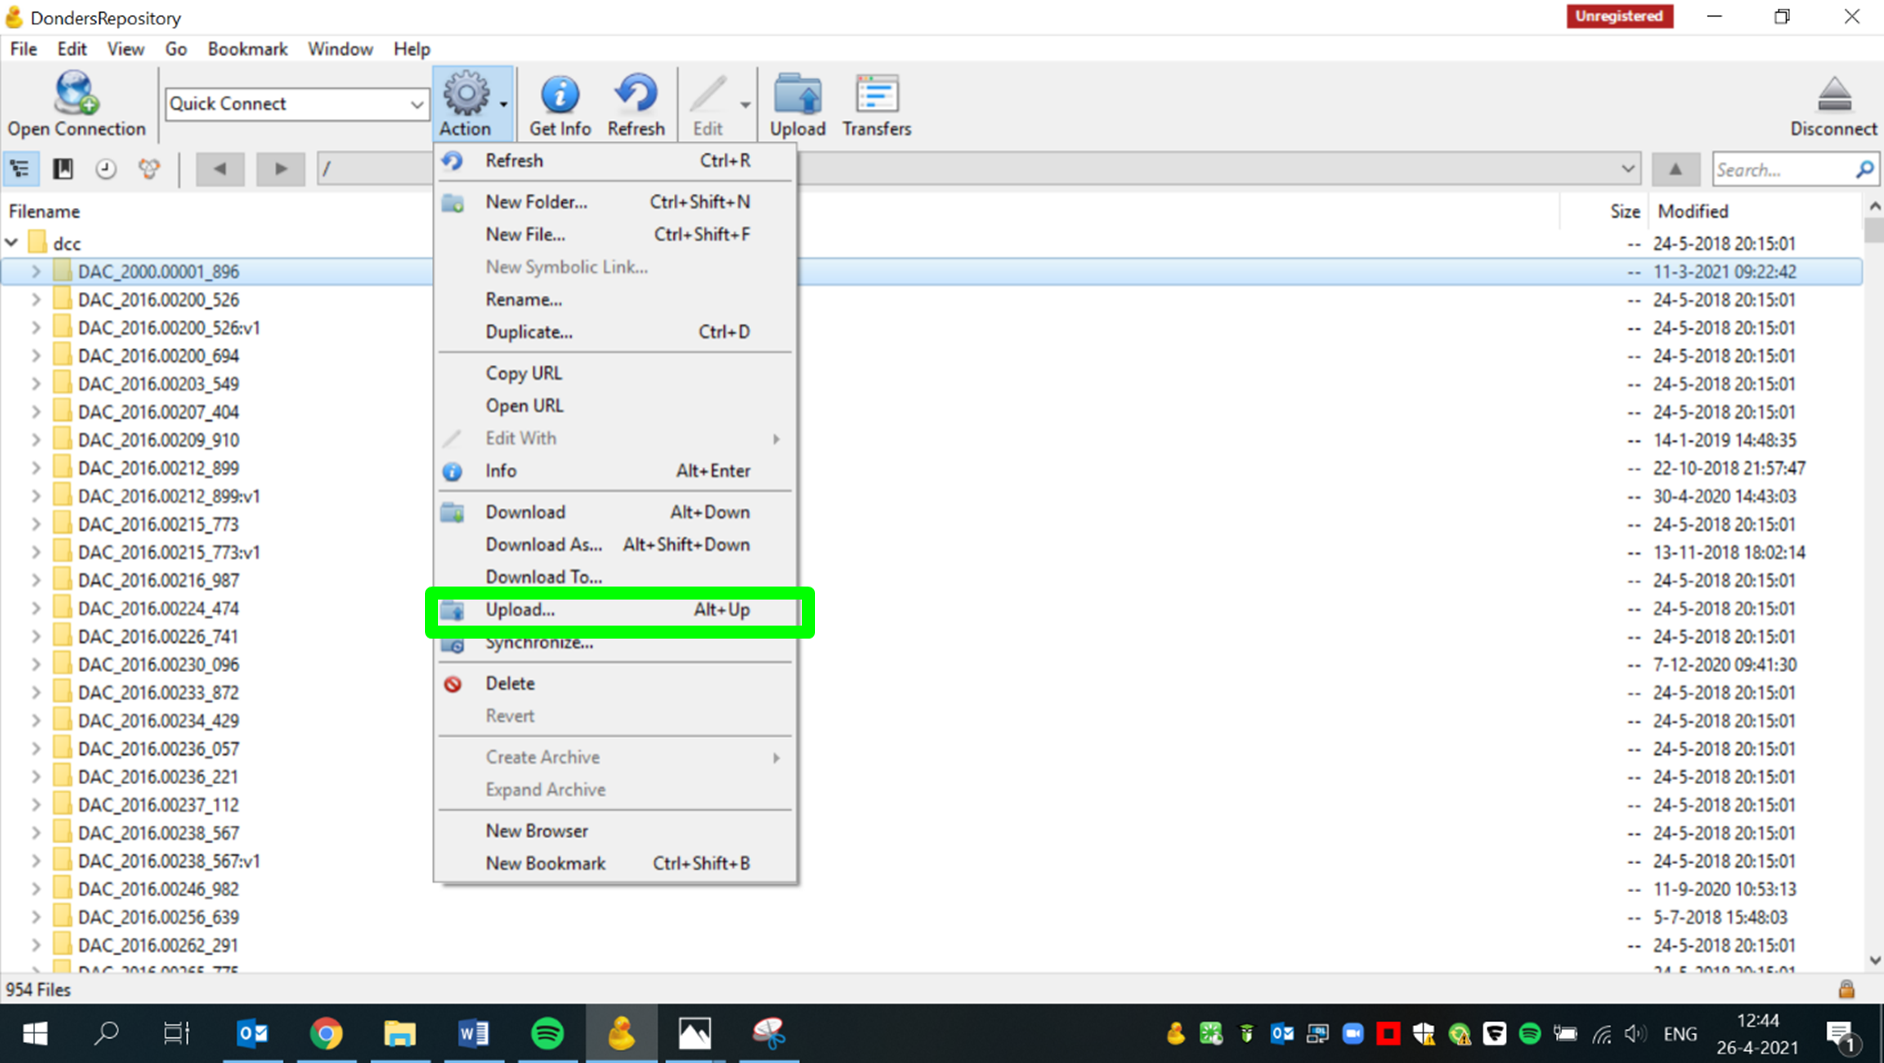 DondersRepository
Unregistered
File Edit View Go Bookmark Window Help
Open Connection
Quick Connect
Action
Get Info
Refresh
Edit
Upload
Transfers
Disconnect
/
Search...
Filename Size Modified
dcc -- 24-5-2018 20:15:01
DAC_2000.00001_896 -- 11-3-2021 09:22:42
DAC_2016.00200_526 -- 24-5-2018 20:15:01
DAC_2016.00200_526:v1 -- 24-5-2018 20:15:01
DAC_2016.00200_694 -- 24-5-2018 20:15:01
DAC_2016.00203_549 -- 24-5-2018 20:15:01
DAC_2016.00207_404 -- 24-5-2018 20:15:01
DAC_2016.00209_910 -- 14-1-2019 14:48:35
DAC_2016.00212_899 -- 22-10-2018 21:57:47
DAC_2016.00212_899:v1 -- 30-4-2020 14:43:03
DAC_2016.00215_773 -- 24-5-2018 20:15:01
DAC_2016.00215_773:v1 -- 13-11-2018 18:02:14
DAC_2016.00216_987 -- 24-5-2018 20:15:01
DAC_2016.00224_474 -- 24-5-2018 20:15:01
DAC_2016.00226_741 -- 24-5-2018 20:15:01
DAC_2016.00230_096 -- 7-12-2020 09:41:30
DAC_2016.00233_872 -- 24-5-2018 20:15:01
DAC_2016.00234_429 -- 24-5-2018 20:15:01
DAC_2016.00236_057 -- 24-5-2018 20:15:01
DAC_2016.00236_221 -- 24-5-2018 20:15:01
DAC_2016.00237_112 -- 24-5-2018 20:15:01
DAC_2016.00238_567 -- 24-5-2018 20:15:01
DAC_2016.00238_567:v1 -- 24-5-2018 20:15:01
DAC_2016.00246_982 -- 11-9-2020 10:53:13
DAC_2016.00256_639 -- 5-7-2018 15:48:03
DAC_2016.00262_291 -- 24-5-2018 20:15:01
DAC_2016.00265_775 -- 24-5-2018 20:15:01
Refresh Ctrl+R
New Folder... Ctrl+Shift+N
New File... Ctrl+Shift+F
New Symbolic Link...
Rename...
Duplicate... Ctrl+D
Copy URL
Open URL
Edit With
Info Alt+Enter
Download Alt+Down
Download As... Alt+Shift+Down
Download To...
Upload... Alt+Up
Synchronize...
Delete
Revert
Create Archive
Expand Archive
New Browser
New Bookmark Ctrl+Shift+B
954 Files
ENG
12:44
26-4-2021
1